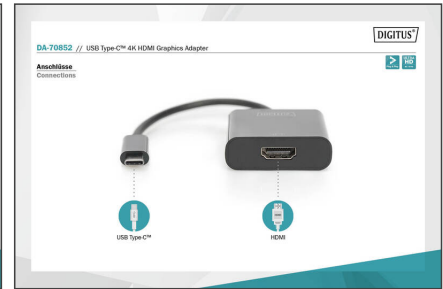 DIGITUS®
DA-70852 // USB Type-C™ 4K HDMI Graphics Adapter
Anschlüsse
Connections
USB Type-C™
HDMI